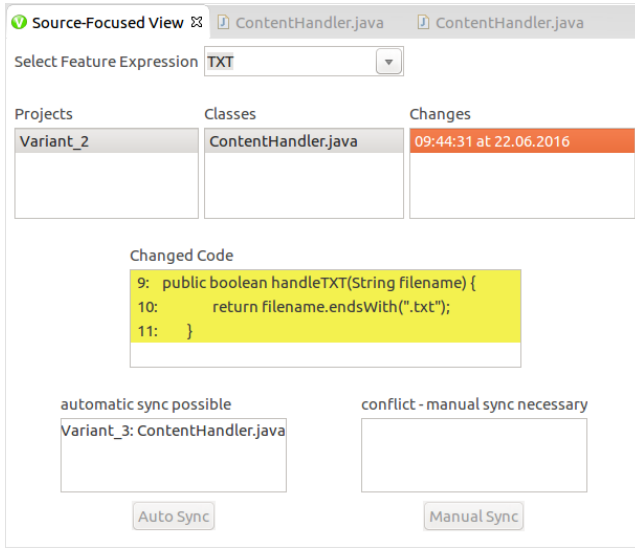 Source-Focused View ContentHandler.java ContentHandler.java
Select Feature Expression TXT
Projects Classes Changes
Variant_2 ContentHandler.java 09:44:31 at 22.06.2016
Changed Code
9: public boolean handleTXT(String filename) {
10: return filename.endsWith(".txt");
11: }
automatic sync possible conflict - manual sync necessary
Variant_3: ContentHandler.java
Auto Sync Manual Sync